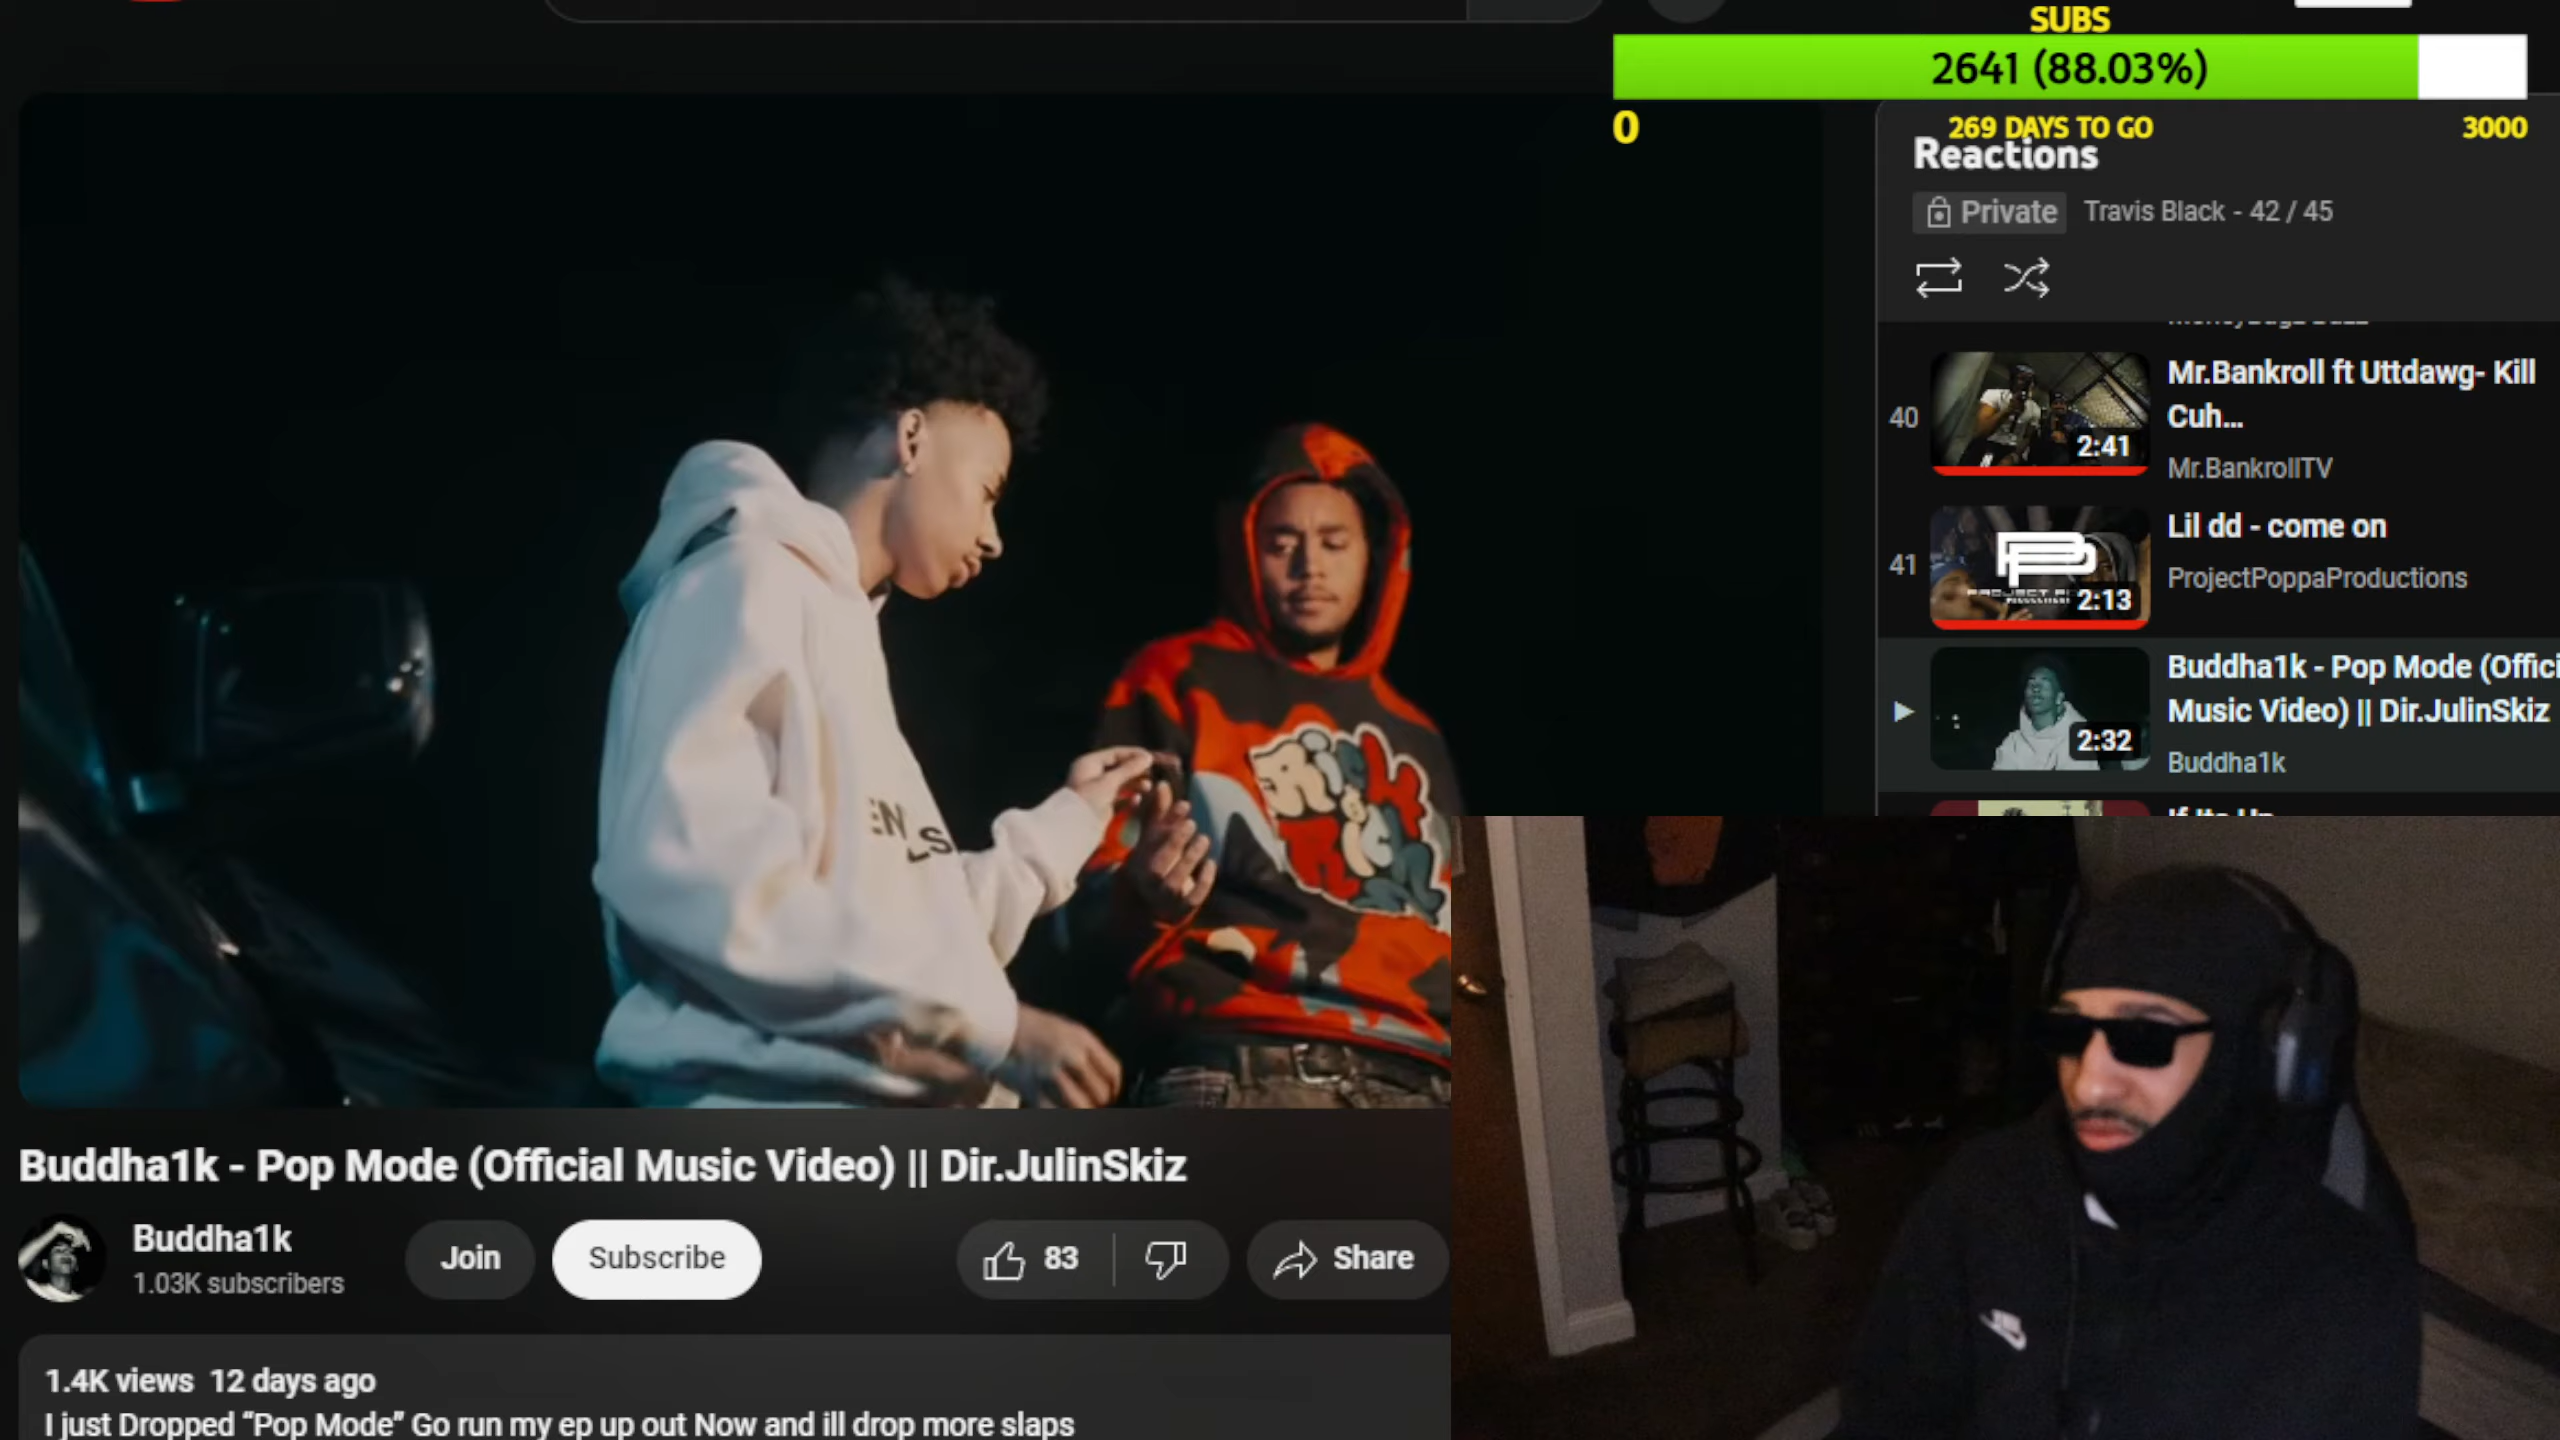 SUBS
2641 (88.03%)
0
269 DAYS TO GO
3000
Reactions
Private
Travis Black - 42 / 45
40
Mr.Bankroll ft Uttdawg- Kill
Cuh...
2:41
Mr.BankrollTV
41
Lil dd - come on
2:13
ProjectPoppaProductions
Buddha1k - Pop Mode (Offici
Music Video) || Dir.JulinSkiz
2:32
Buddha1k
Buddha1k - Pop Mode (Official Music Video) || Dir.JulinSkiz
Buddha1k
1.03K subscribers
Join
Subscribe
83
Share
1.4K views 12 days ago
I just Dropped “Pop Mode” Go run my ep up out Now and ill drop more slaps